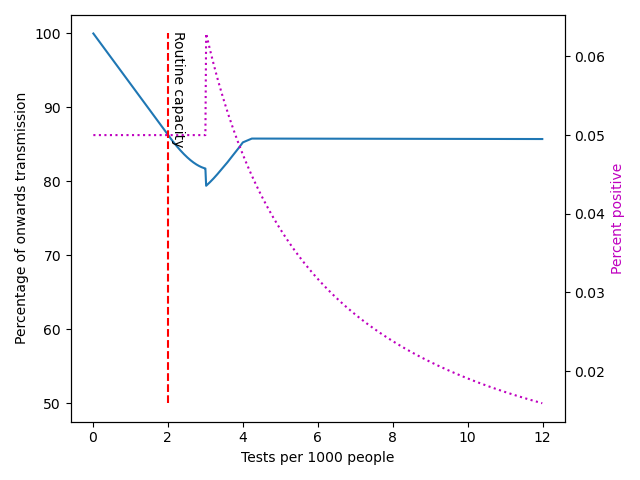 100
90
80
70
60
50
Percentage of onwards transmission
Routine capacity
0.06
0.05
0.04
0.03
0.02
Percent positive
0 2 4 6 8 10 12
Tests per 1000 people